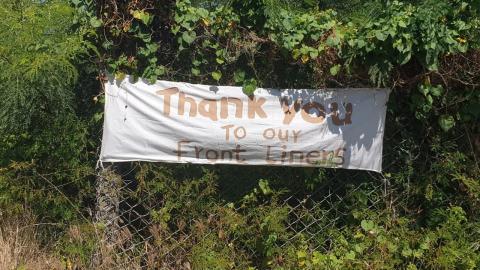 Thank You
To our
Front Liners